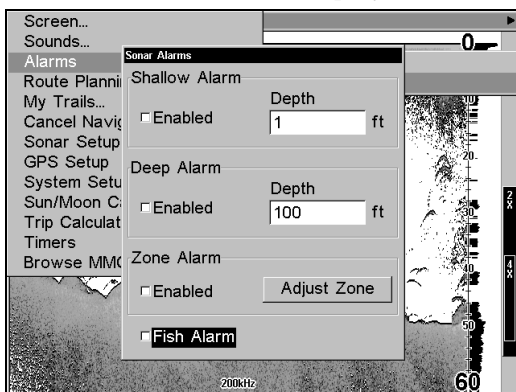 Screen...
Sounds...
Alarms
Route Planni
My Trails...
Cancel Navig
Sonar Setup
GPS Setup
System Setu
Sun/Moon Ca
Trip Calculat
Timers
Browse MMC
Sonar Alarms
Shallow Alarm
Enabled
Depth
1 ft
Deep Alarm
Enabled
Depth
100 ft
Zone Alarm
Enabled
Adjust Zone
Fish Alarm
0
10
20
30
40
50
60
2X
4X
200kHz